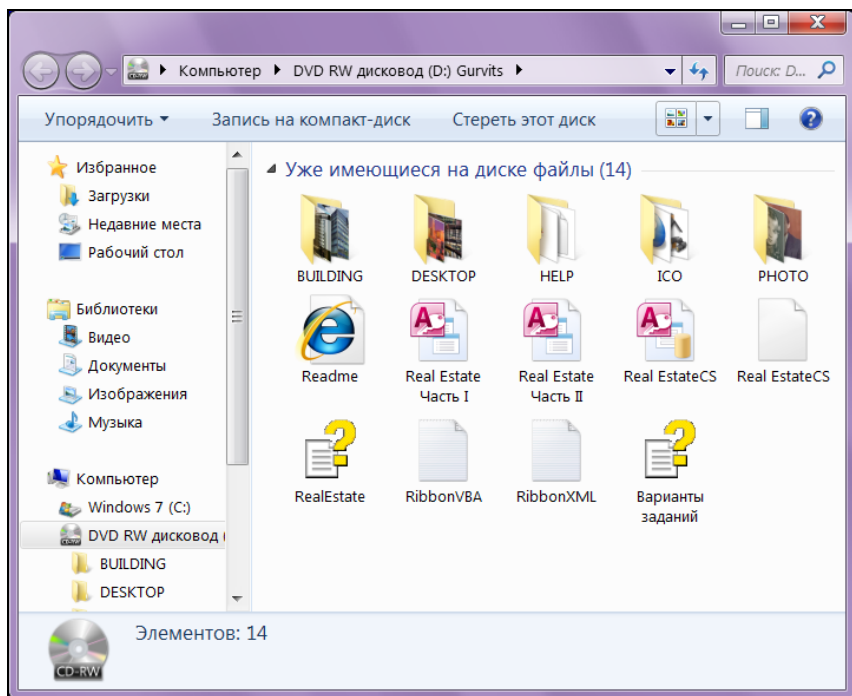 Компьютер DVD RW дисковод (D:) Gurvits Поиск: D...
Упорядочить Запись на компакт-диск Стереть этот диск
Избранное
Загрузки
Недавние места
Рабочий стол
Библиотеки
Видео
Документы
Изображения
Музыка
Компьютер
Windows 7 (C:)
DVD RW дисковод (
BUILDING
DESKTOP
Уже имеющиеся на диске файлы (14)
BUILDING DESKTOP HELP ICO PHOTO
Readme Real Estate Real Estate Real EstateCS Real EstateCS
Часть I Часть II
RealEstate RibbonVBA RibbonXML Варианты
заданий
Элементов: 14
CD-RW